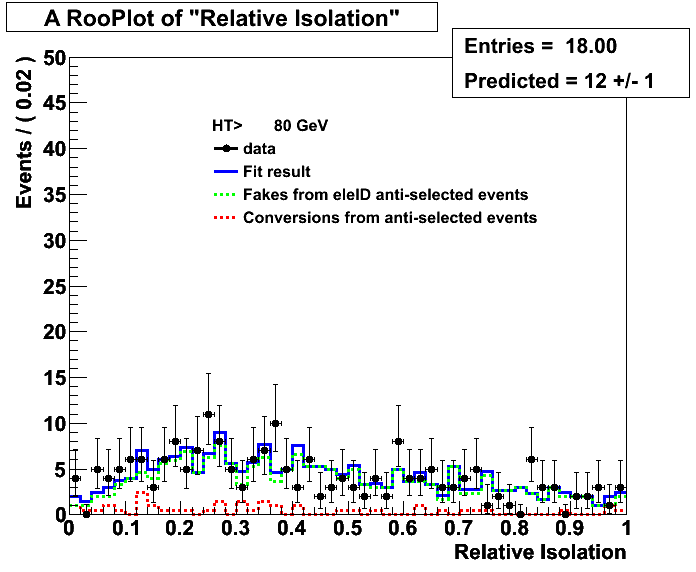 A RooPlot of "Relative Isolation"
Entries = 18.00
Predicted = 12 +/- 1
Events / ( 0.02 )
50
45
40
35
30
25
20
15
10
5
0
HT> 80 GeV
data
Fit result
Fakes from eleID anti-selected events
Conversions from anti-selected events
0 0.1 0.2 0.3 0.4 0.5 0.6 0.7 0.8 0.9 1
Relative Isolation